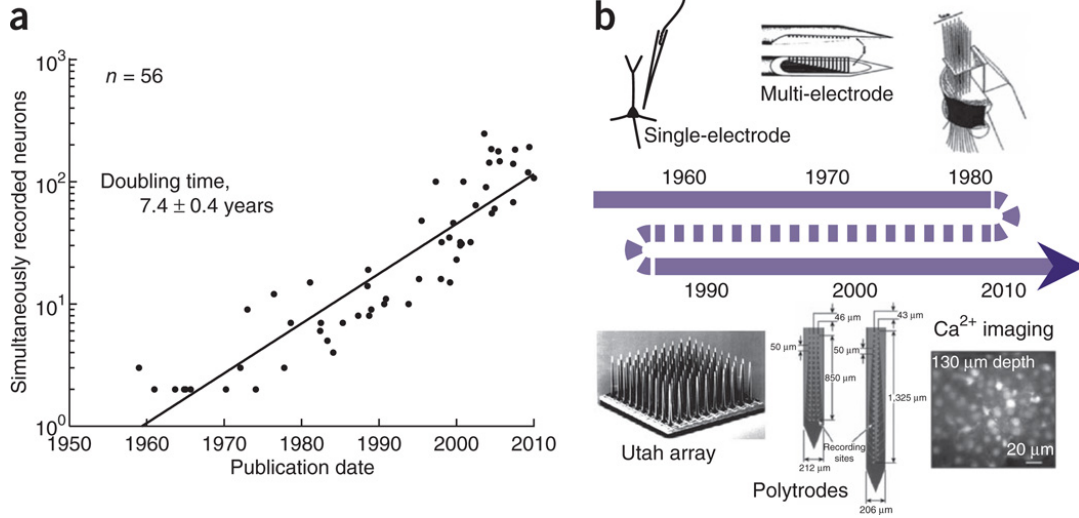 a
10³
10²
10¹
10⁰
Simultaneously recorded neurons
n = 56
Doubling time,
7.4 ± 0.4 years
1950
1960
1970
1980
1990
2000
2010
Publication date
b
Single-electrode
Multi-electrode
1960
1970
1980
1990
2000
2010
Utah array
46 µm
50 µm
850 µm
212 µm
Recording
sites
43 µm
50 µm
1,325 µm
206 µm
Polytrodes
Ca²⁺ imaging
130 µm depth
20 µm